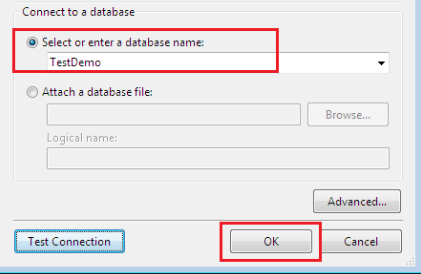 Connect to a database
Select or enter a database name:
TestDemo
Attach a database file:
Browse...
Logical name:
Advanced...
Test Connection
OK
Cancel